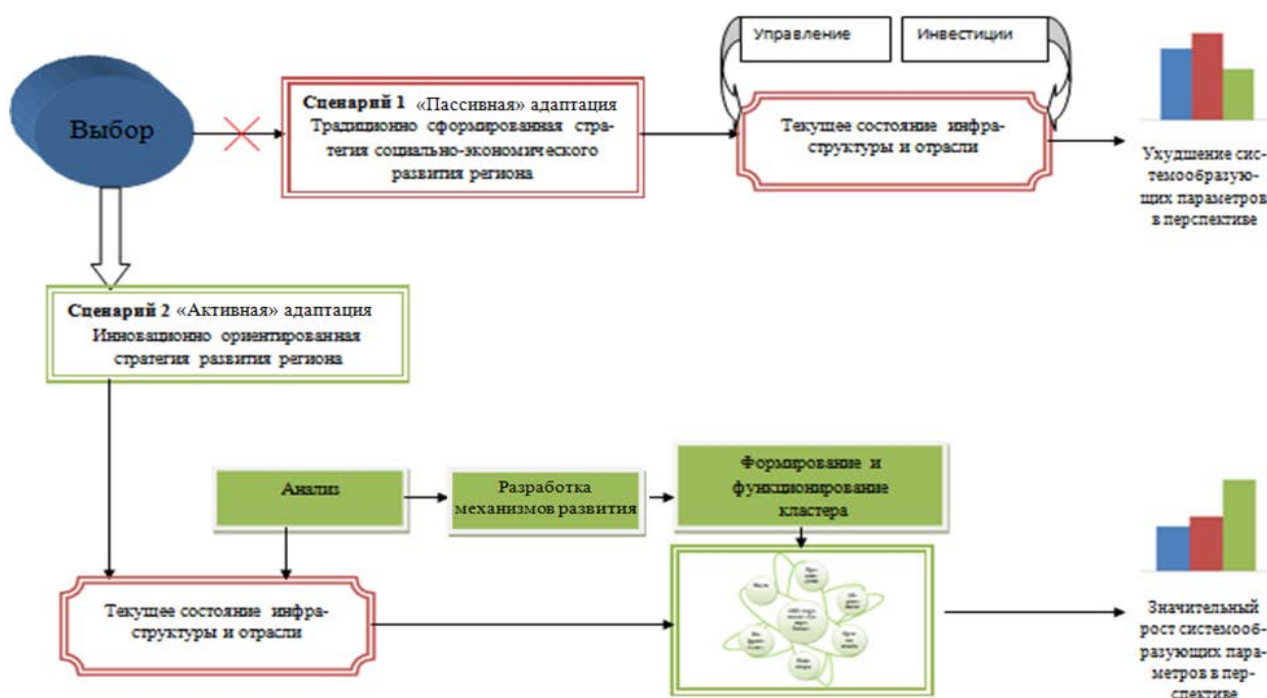 Управление
Инвестиции
Выбор
Сценарий 1 «Пассивная» адаптация
Традиционно сформированная стра-
тегия социально-экономического
развития региона
Текущее состояние инфра-
структуры и отрасли
Ухудшение сис-
темообразую-
щих параметров
в перспективе
Сценарий 2 «Активная» адаптация
Инновационно ориентированная
стратегия развития региона
Анализ
Разработка
механизмов развития
Формирование и
функционирование
кластера
Текущее состояние инфра-
структуры и отрасли
Значительный
рост системооб-
разующих пара-
метров в пер-
спективе